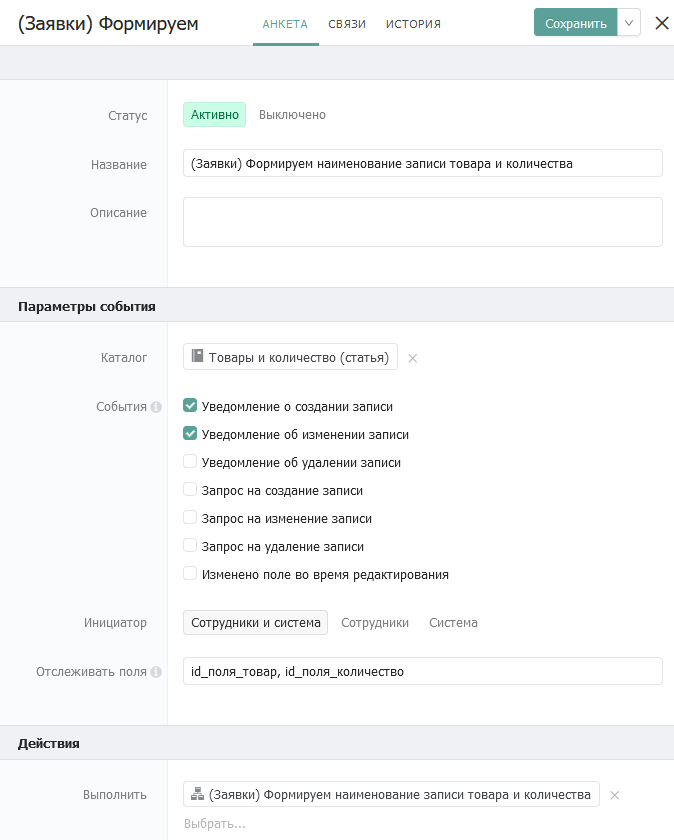 (Заявки) Формируем АНКЕТА СВЯЗИ ИСТОРИЯ Сохранить
Статус Активно Выключено
Название (Заявки) Формируем наименование записи товара и количества
Описание
Параметры события
Каталог Товары и количество (статья)
События
Уведомление о создании записи
Уведомление об изменении записи
Уведомление об удалении записи
Запрос на создание записи
Запрос на изменение записи
Запрос на удаление записи
Изменено поле во время редактирования
Инициатор Сотрудники и система Сотрудники Система
Отслеживать поля id_поля_товар, id_поля_количество
Действия
Выполнить (Заявки) Формируем наименование записи товара и количества
Выбрать...